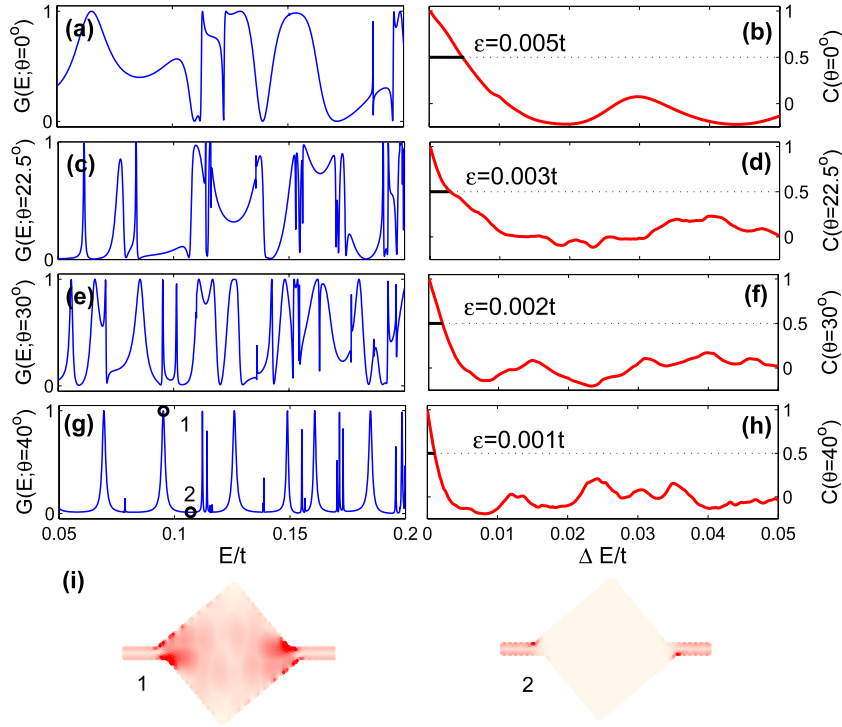 (a)
G(E;θ=0°)
1
0
(b)
ε=0.005t
1
0.5
0
C(θ=0°)
(c)
G(E;θ=22.5°)
1
0
(d)
ε=0.003t
1
0.5
0
C(θ=22.5°)
(e)
G(E;θ=30°)
1
0
(f)
ε=0.002t
1
0.5
0
C(θ=30°)
(g)
G(E;θ=40°)
1
0
1
2
0.05 0.1 0.15 0.2
E/t
(h)
ε=0.001t
1
0.5
0
C(θ=40°)
0 0.01 0.02 0.03 0.04 0.05
Δ E/t
(i)
1
2